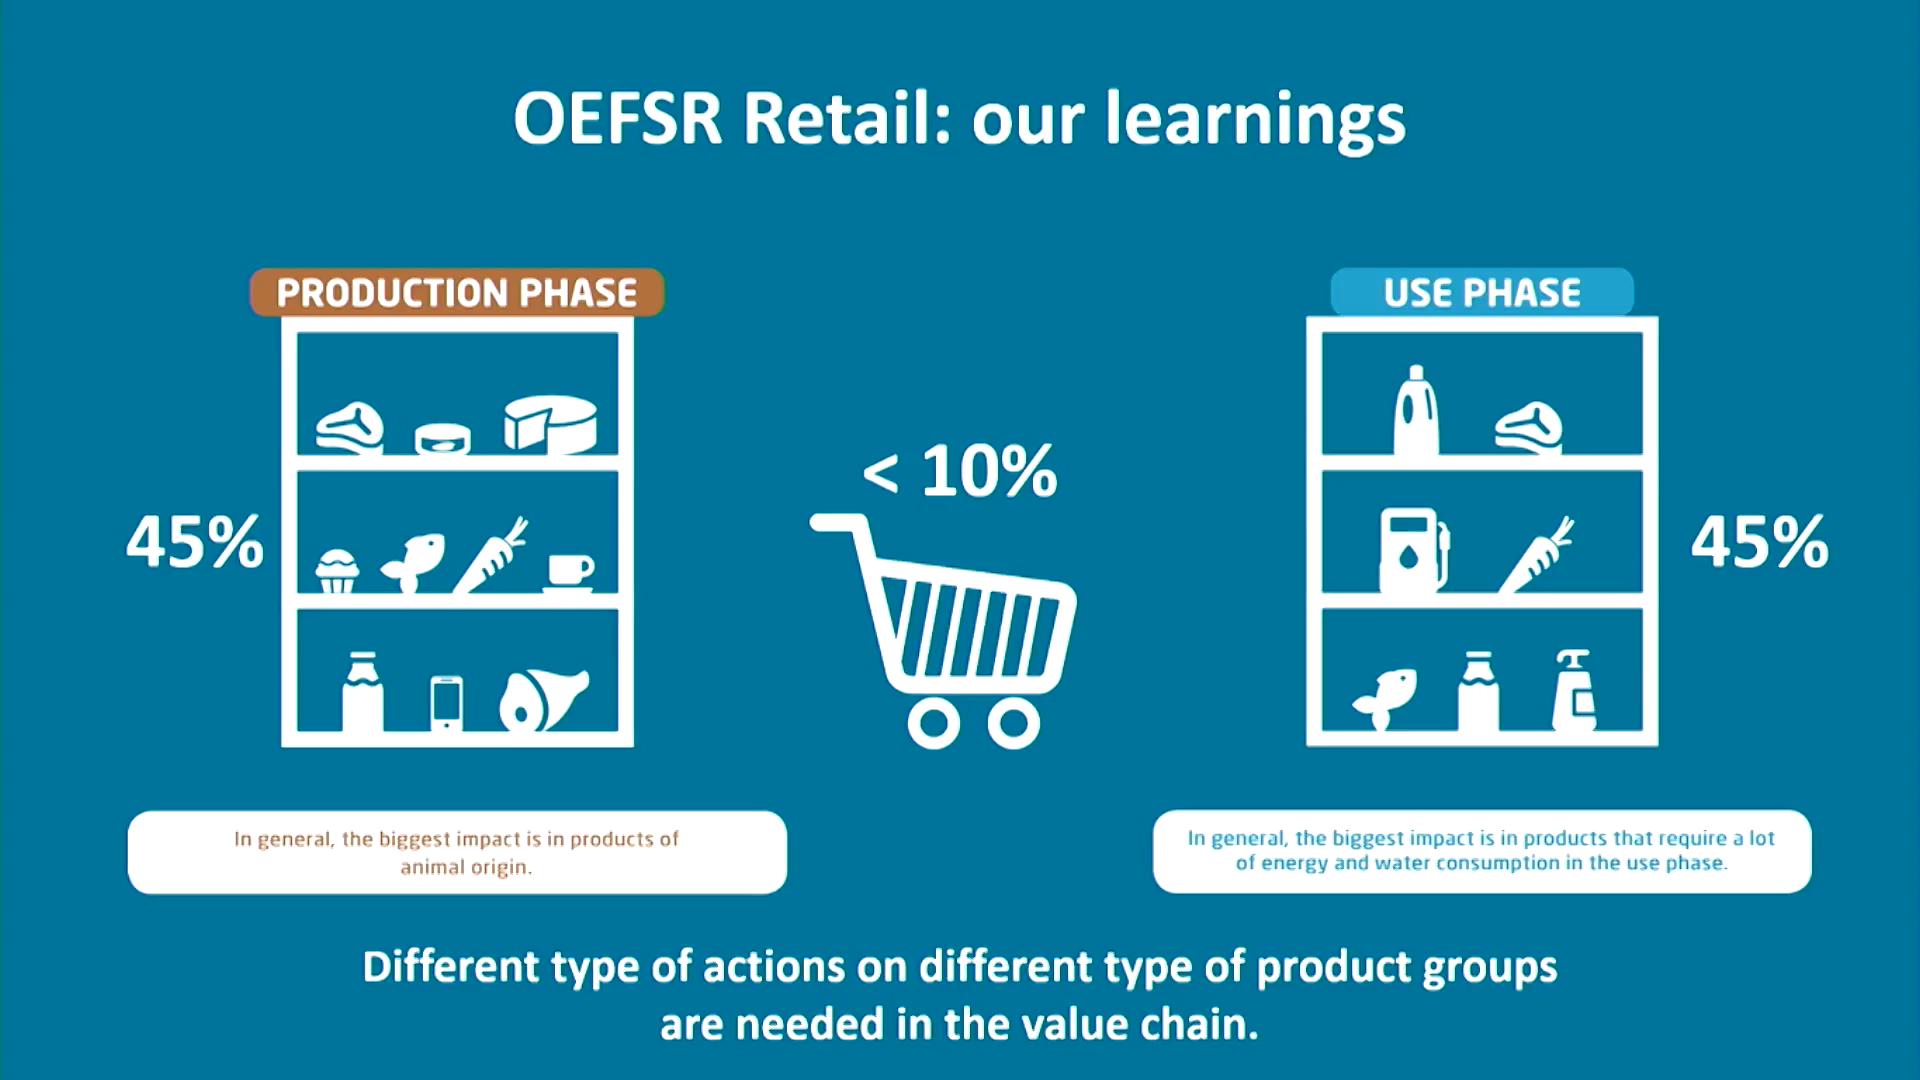 OEFSR Retail: our learnings
PRODUCTION PHASE
45%
In general, the biggest impact is in products of
animal origin.
< 10%
USE PHASE
45%
In general, the biggest impact is in products that require a lot
of energy and water consumption in the use phase.
Different type of actions on different type of product groups
are needed in the value chain.